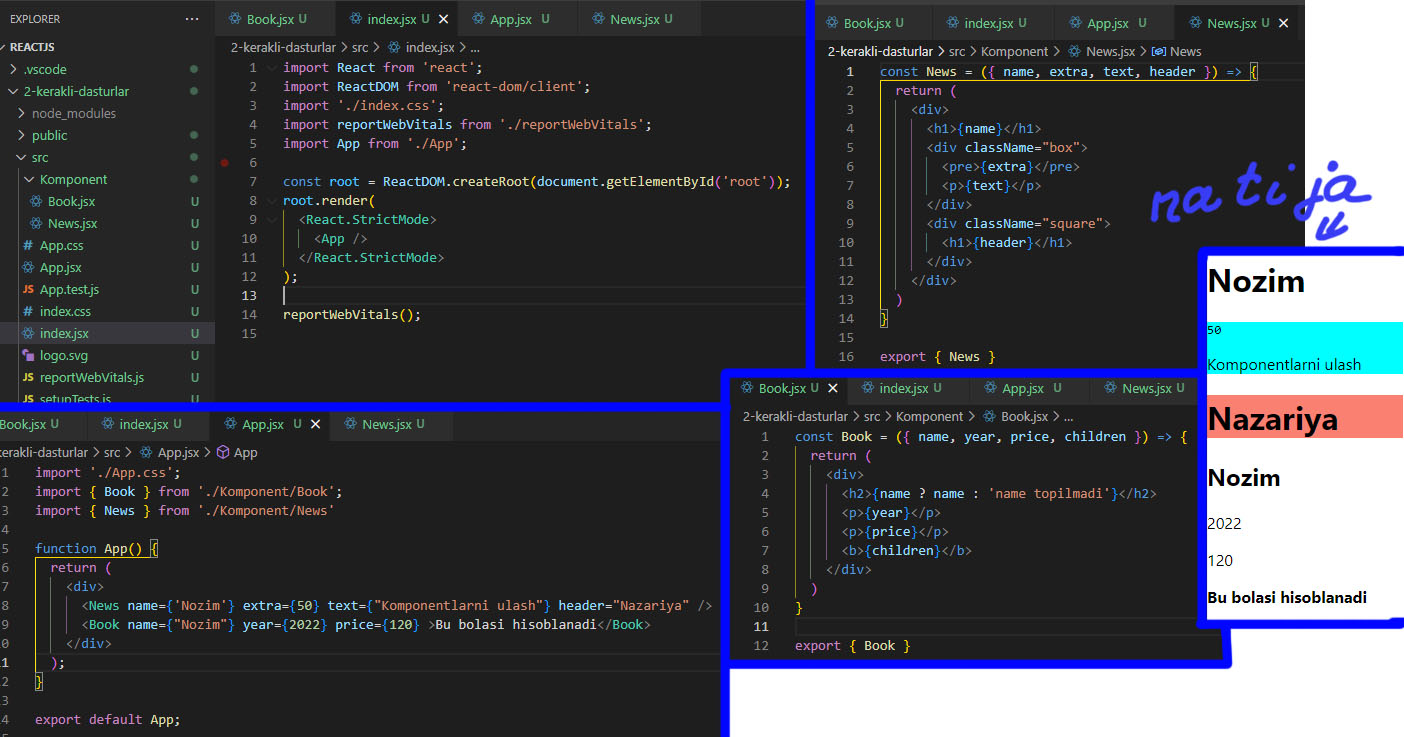 EXPLORER
REACTJS
.vscode
2-kerakli-dasturlar
node_modules
public
src
Komponent
Book.jsx U
News.jsx U
# App.css U
App.jsx U
JS App.test.js U
# index.css U
index.jsx U
logo.svg U
JS reportWebVitals.js U
JS setupTests.js
Book.jsx U index.jsx U App.jsx U News.jsx U
2-kerakli-dasturlar > src > index.jsx > ...
1 import React from 'react';
2 import ReactDOM from 'react-dom/client';
3 import './index.css';
4 import reportWebVitals from './reportWebVitals';
5 import App from './App';
6
7 const root = ReactDOM.createRoot(document.getElementById('root'));
8 root.render(
9 <React.StrictMode>
10 <App />
11 </React.StrictMode>
12 );
13
14 reportWebVitals();
15
Book.jsx U index.jsx U App.jsx U News.jsx U
2-kerakli-dasturlar > src > Komponent > News.jsx > News
1 const News = ({ name, extra, text, header }) => {
2 return (
3 <div>
4 <h1>{name}</h1>
5 <div className="box">
6 <pre>{extra}</pre>
7 <p>{text}</p>
8 </div>
9 <div className="square">
10 <h1>{header}</h1>
11 </div>
12 </div>
13 )
14 }
15
16 export { News }
natija
Nozim
50
Komponentlarni ulash
Nazariya
Nozim
2022
120
Bu bolasi hisoblanadi
Book.jsx U index.jsx U App.jsx U News.jsx U
kerakli-dasturlar > src > App.jsx > App
1 import './App.css';
2 import { Book } from './Komponent/Book';
3 import { News } from './Komponent/News'
4
5 function App() {
6 return (
7 <div>
8 <News name={'Nozim'} extra={50} text={"Komponentlarni ulash"} header="Nazariya" />
9 <Book name={"Nozim"} year={2022} price={120} >Bu bolasi hisoblanadi</Book>
0 </div>
1 );
2 }
3
4 export default App;
Book.jsx U index.jsx U App.jsx U News.jsx U
2-kerakli-dasturlar > src > Komponent > Book.jsx > ...
1 const Book = ({ name, year, price, children }) => {
2 return (
3 <div>
4 <h2>{name ? name : 'name topilmadi'}</h2>
5 <p>{year}</p>
6 <p>{price}</p>
7 <b>{children}</b>
8 </div>
9 )
10 }
11
12 export { Book }